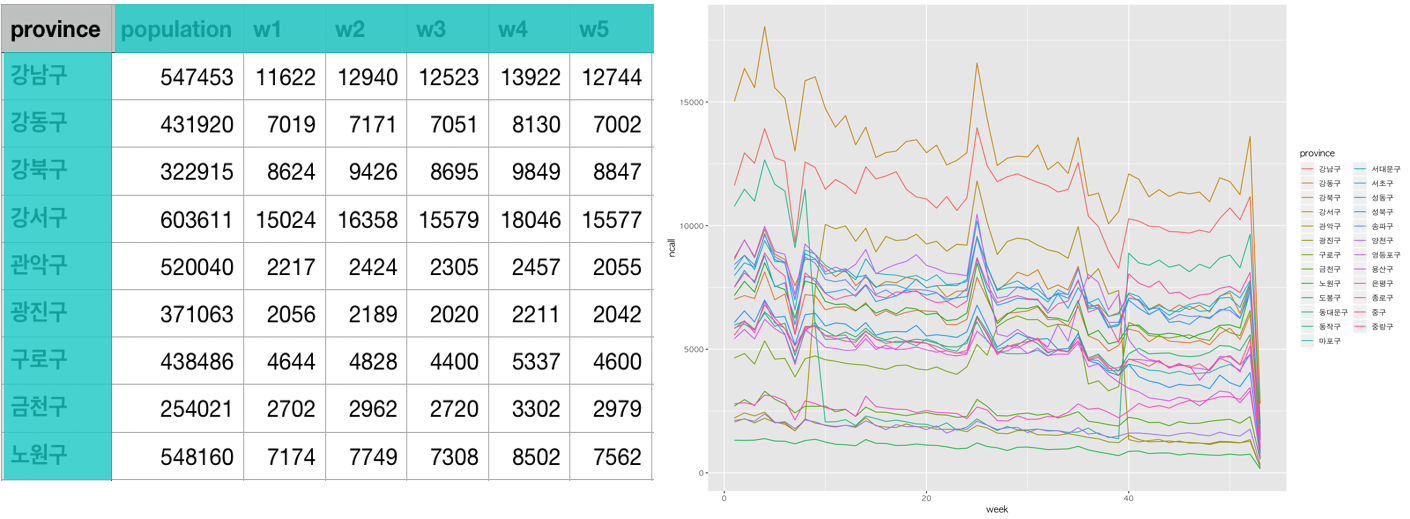 province population w1 w2 w3 w4 w5
강남구 547453 11622 12940 12523 13922 12744
강동구 431920 7019 7171 7051 8130 7002
강북구 322915 8624 9426 8695 9849 8847
강서구 603611 15024 16358 15579 18046 15577
관악구 520040 2217 2424 2305 2457 2055
광진구 371063 2056 2189 2020 2211 2042
구로구 438486 4644 4828 4400 5337 4600
금천구 254021 2702 2962 2720 3302 2979
노원구 548160 7174 7749 7308 8502 7562
15000
10000
5000
0
ncall
0 20 40
week
province
강남구 서대문구
강동구 서초구
강북구 성동구
강서구 성북구
관악구 송파구
광진구 양천구
구로구 영등포구
금천구 용산구
노원구 은평구
도봉구 종로구
동대문구 중구
동작구 중랑구
마포구